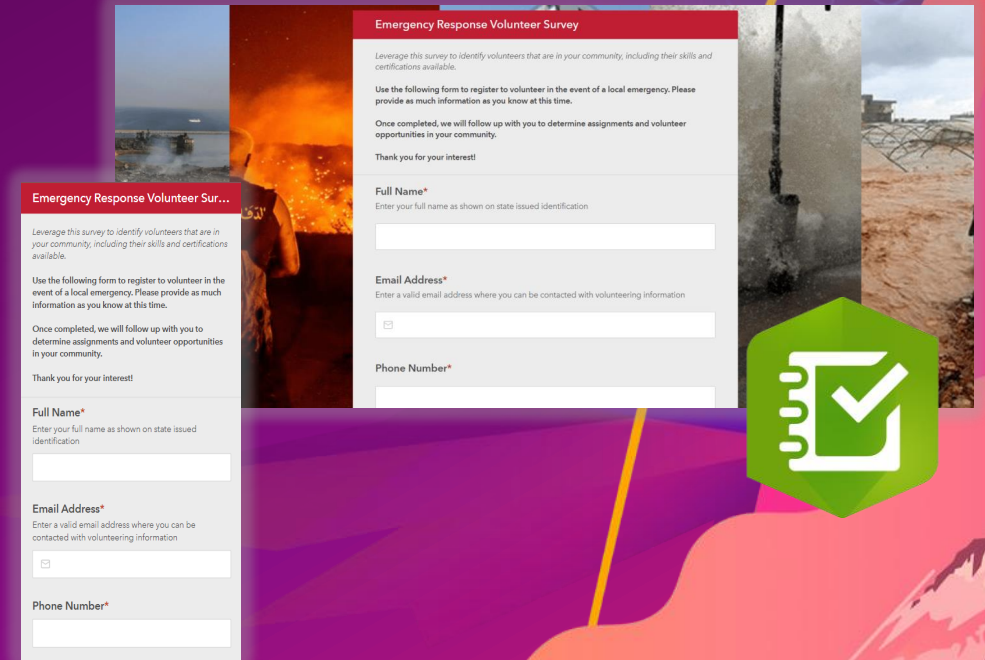 Emergency Response Volunteer Survey
Leverage this survey to identify volunteers that are in your community, including their skills and
certifications available.
Use the following form to register to volunteer in the event of a local emergency. Please
provide as much information as you know at this time.
Once completed, we will follow up with you to determine assignments and volunteer
opportunities in your community.
Thank you for your interest!
Full Name*
Enter your full name as shown on state issued identification
Email Address*
Enter a valid email address where you can be contacted with volunteering information
Phone Number*
Emergency Response Volunteer Sur...
Leverage this survey to identify volunteers that are in
your community, including their skills and certifications
available.
Use the following form to register to volunteer in the
event of a local emergency. Please provide as much
information as you know at this time.
Once completed, we will follow up with you to
determine assignments and volunteer opportunities
in your community.
Thank you for your interest!
Full Name*
Enter your full name as shown on state issued
identification
Email Address*
Enter a valid email address where you can be
contacted with volunteering information
Phone Number*